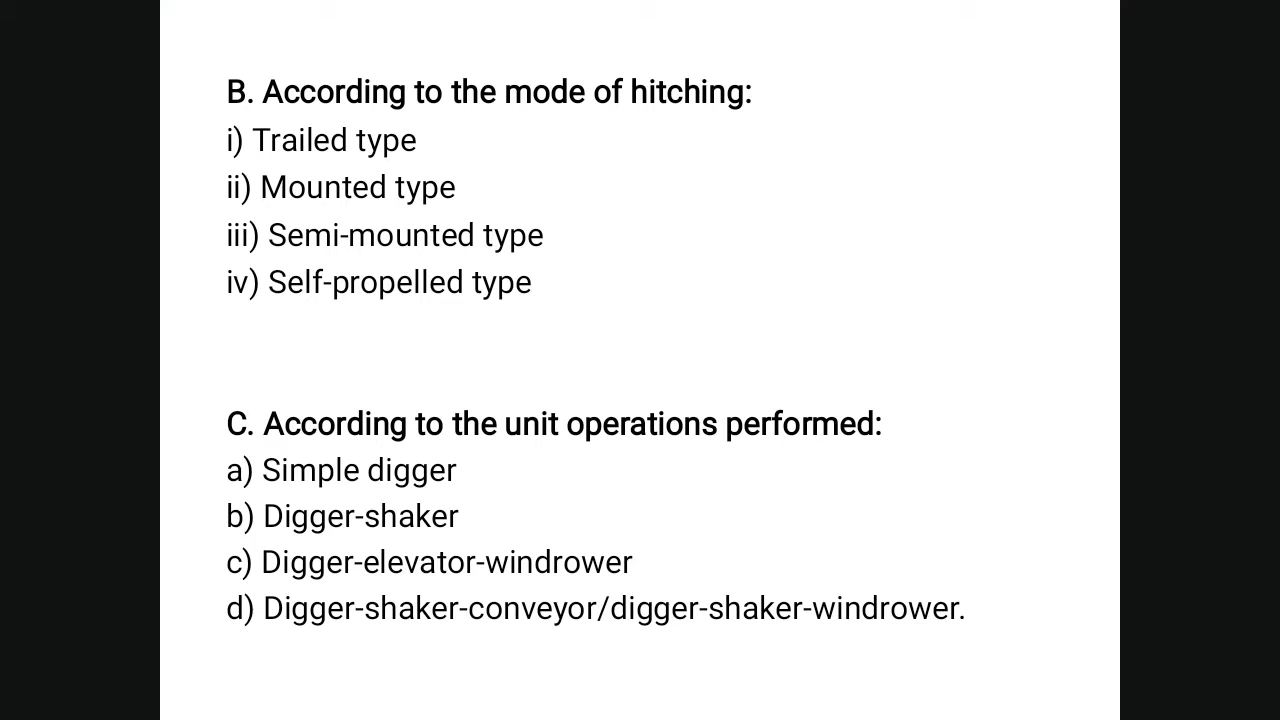 B. According to the mode of hitching:
i) Trailed type
ii) Mounted type
iii) Semi-mounted type
iv) Self-propelled type
C. According to the unit operations performed:
a) Simple digger
b) Digger-shaker
c) Digger-elevator-windrower
d) Digger-shaker-conveyor/digger-shaker-windrower.